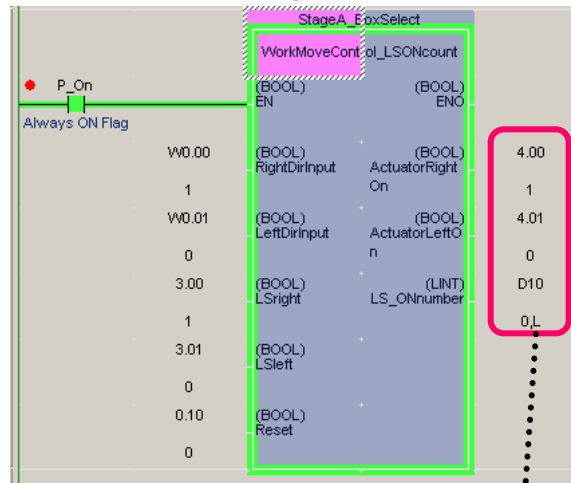 StageA_BoxSelect
WorkMoveControl_LSONcount
P_On
Always ON Flag
(BOOL)
EN
(BOOL)
ENO
W0.00
1
(BOOL)
RightDirInput
(BOOL)
ActuatorRight
On
4.00
1
W0.01
0
(BOOL)
LeftDirInput
(BOOL)
ActuatorLeftO
n
4.01
0
3.00
1
(BOOL)
LSright
(LINT)
LS_ONnumber
D10
0,L
3.01
0
(BOOL)
LSleft
0.10
0
(BOOL)
Reset